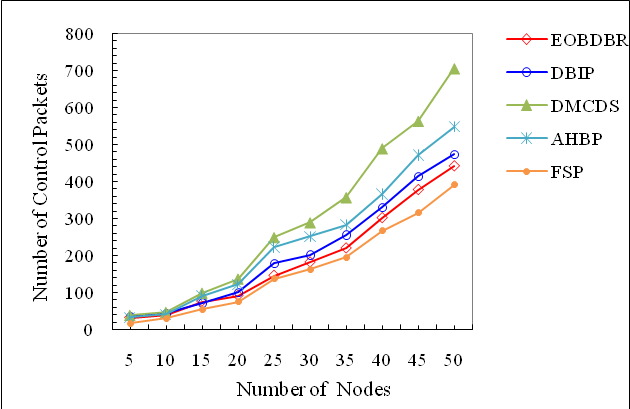 800
700
600
500
400
300
200
100
0
Number of Control Packets
5 10 15 20 25 30 35 40 45 50
Number of Nodes
EOBDBR
DBIP
DMCDS
AHBP
FSP